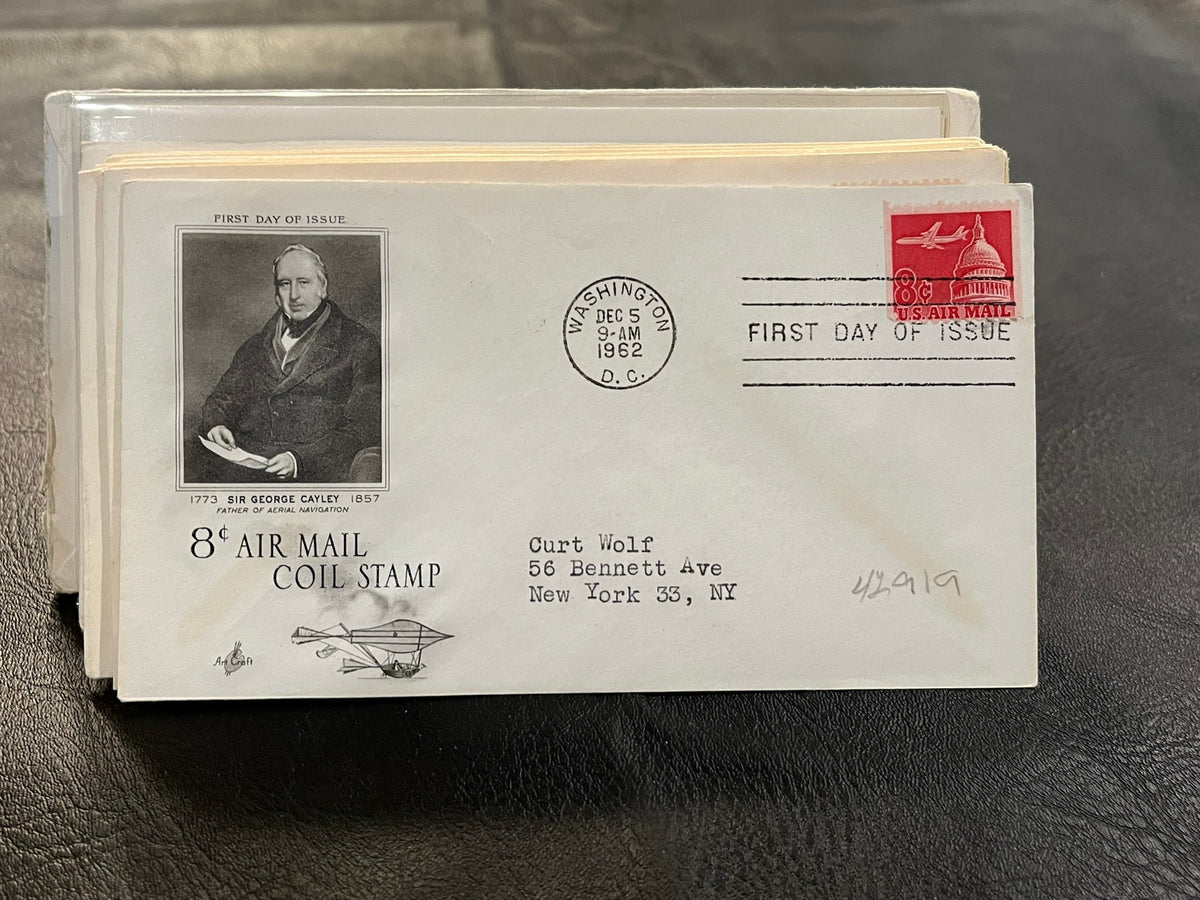 FIRST DAY OF ISSUE
1773 SIR GEORGE CAYLEY 1857
FATHER OF AERIAL NAVIGATION
8¢ AIR MAIL
COIL STAMP
Art Craft
WASHINGTON
DEC 5
9-AM
1962
D. C.
8¢
U.S. AIR MAIL
FIRST DAY OF ISSUE
Curt Wolf
56 Bennett Ave
New York 33, NY